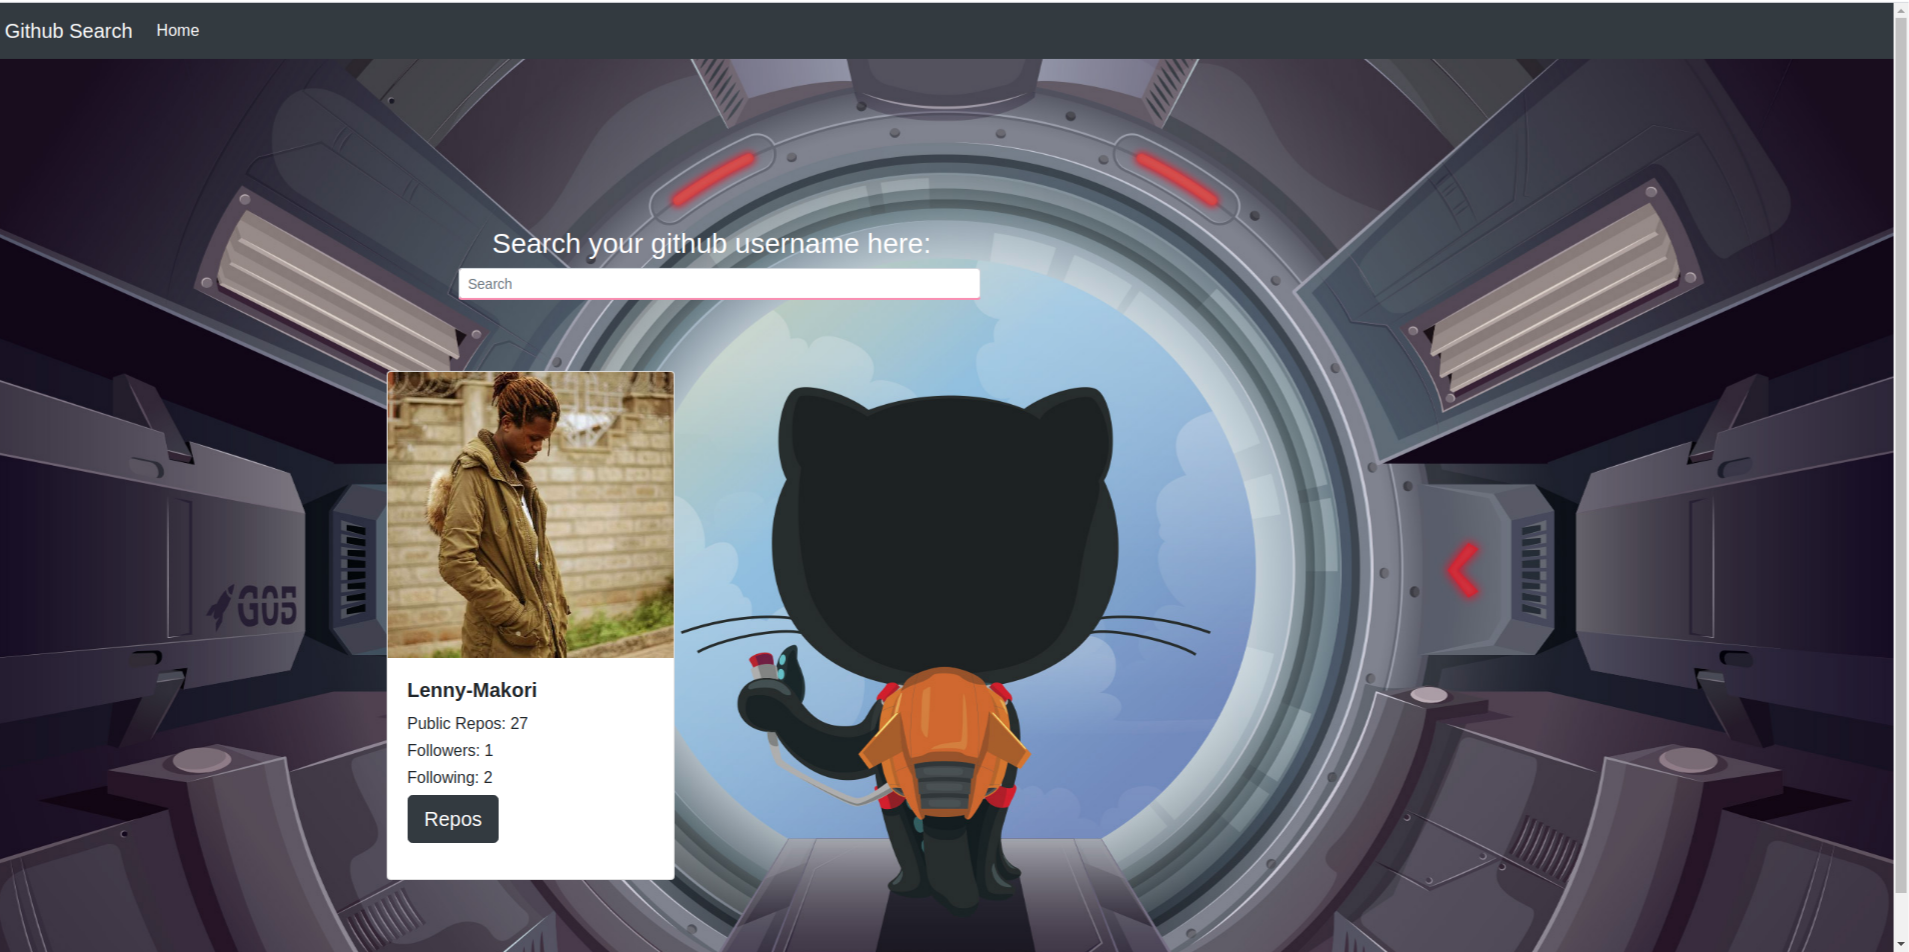 Github Search Home
Search your github username here:
Search
G05
Lenny-Makori
Public Repos: 27
Followers: 1
Following: 2
Repos